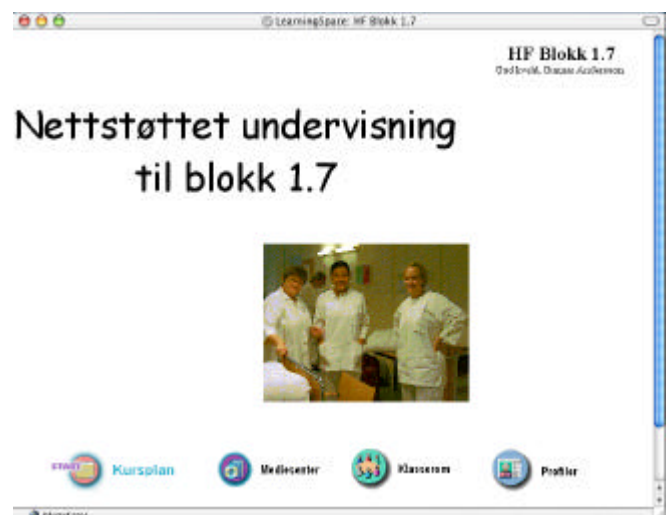 LearningSpace: HF Blokk 1.7
HF Blokk 1.7
Nettstøttet undervisning
til blokk 1.7
START
Kursplan
Mediesenter
Klasserom
Profiler